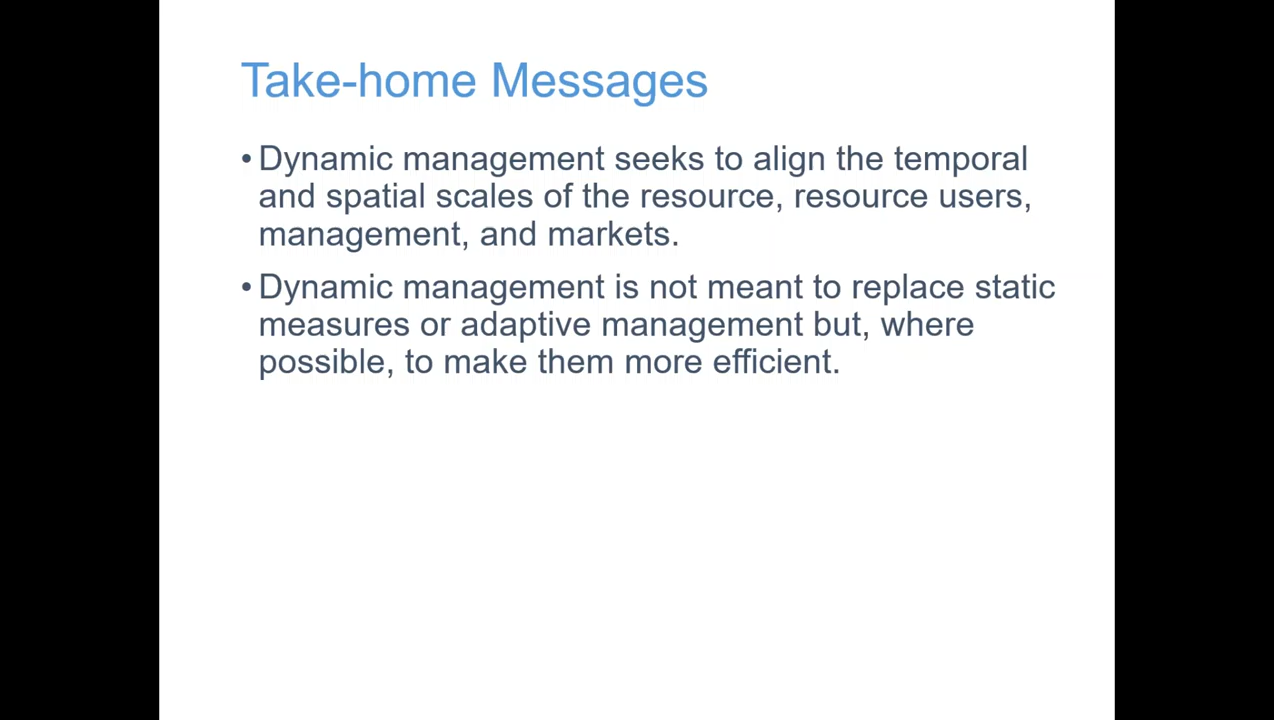 Take-home Messages
•Dynamic management seeks to align the temporal
and spatial scales of the resource, resource users,
management, and markets.
•Dynamic management is not meant to replace static
measures or adaptive management but, where
possible, to make them more efficient.